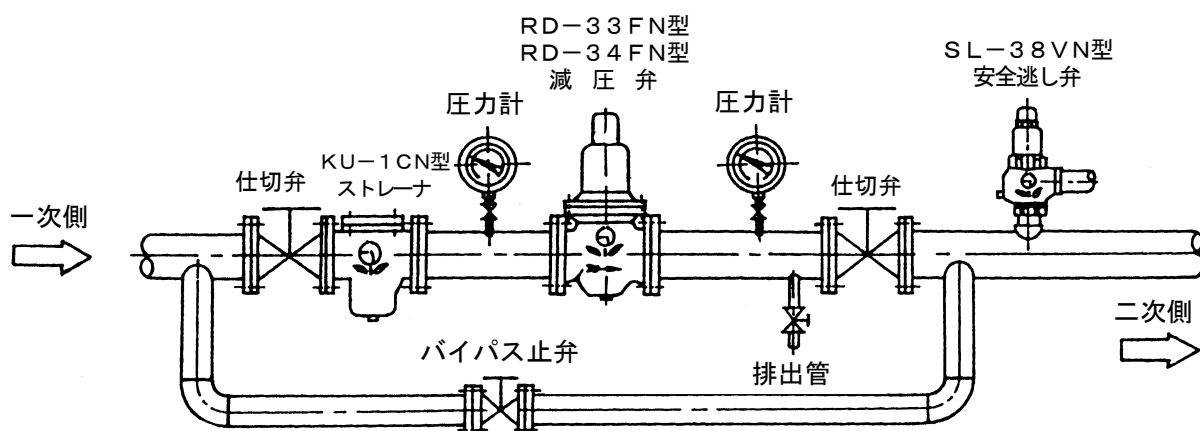 RD-33FN型
RD-34FN型
減圧弁
SL-38VN型
安全逃し弁
圧力計
圧力計
KU-1CN型
ストレーナ
仕切弁
仕切弁
一次側
二次側
バイパス止弁
排出管